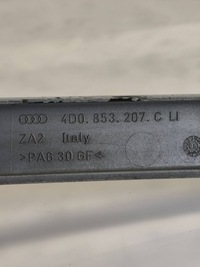 4D0.853.207.C LI
ZA2 Italy
>PA6 30 GF<